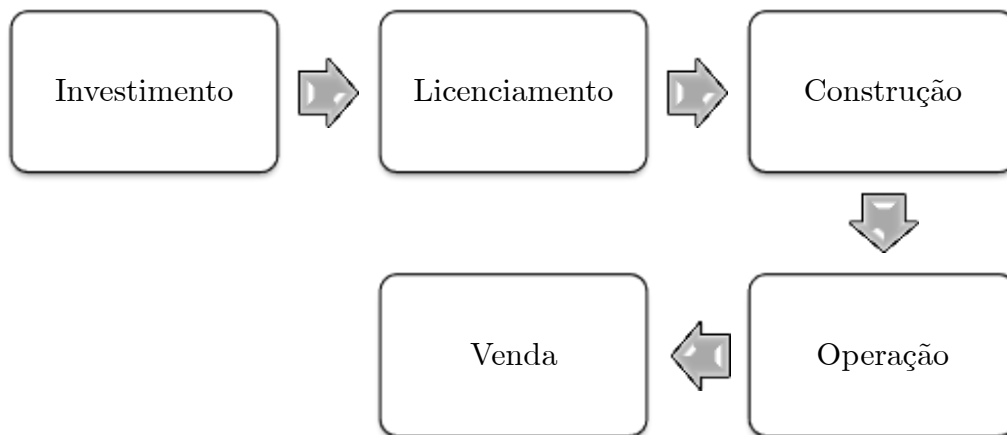 Investimento
Licenciamento
Construção
Operação
Venda